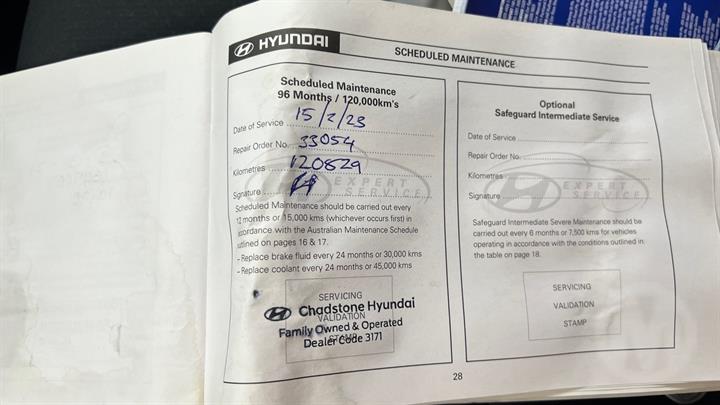 HYUNDAI
SCHEDULED MAINTENANCE
Scheduled Maintenance
96 Months / 120,000km's
Date of Service 15/2/23
Repair Order No. 33054
Kilometres 120829
Signature
EXPERT
SERVICE
Scheduled Maintenance should be carried out every
12 months or 15,000 kms (whichever occurs first) in
accordance with the Australian Maintenance Schedule
outlined on pages 16 & 17.
- Replace brake fluid every 24 months or 30,000 kms
- Replace coolant every 24 months or 45,000 kms
SERVICING
VALIDATION
STAMP
Chadstone Hyundai
Family Owned & Operated
Dealer Code 3171
Optional
Safeguard Intermediate Service
Date of Service
Repair Order No.
Kilometres
Signature
EXPERT
SERVICE
Safeguard Intermediate Severe Maintenance should be
carried out every 6 months or 7,500 kms for vehicles
operating in accordance with the conditions outlined in
the table on page 18.
SERVICING
VALIDATION
STAMP
28